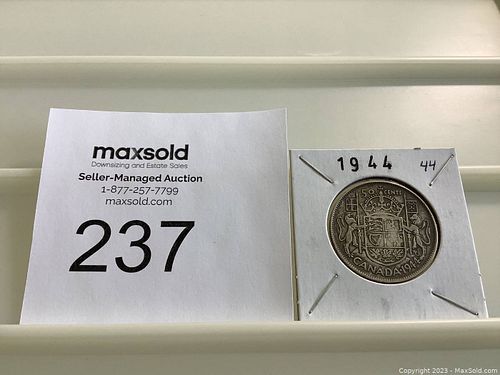 maxsold
Downsizing and Estate Sales
Seller-Managed Auction
1-877-257-7799
maxsold.com
237
1944 44
50 CENTS
CANADA 1944
Copyright 2023 - MaxSold.com